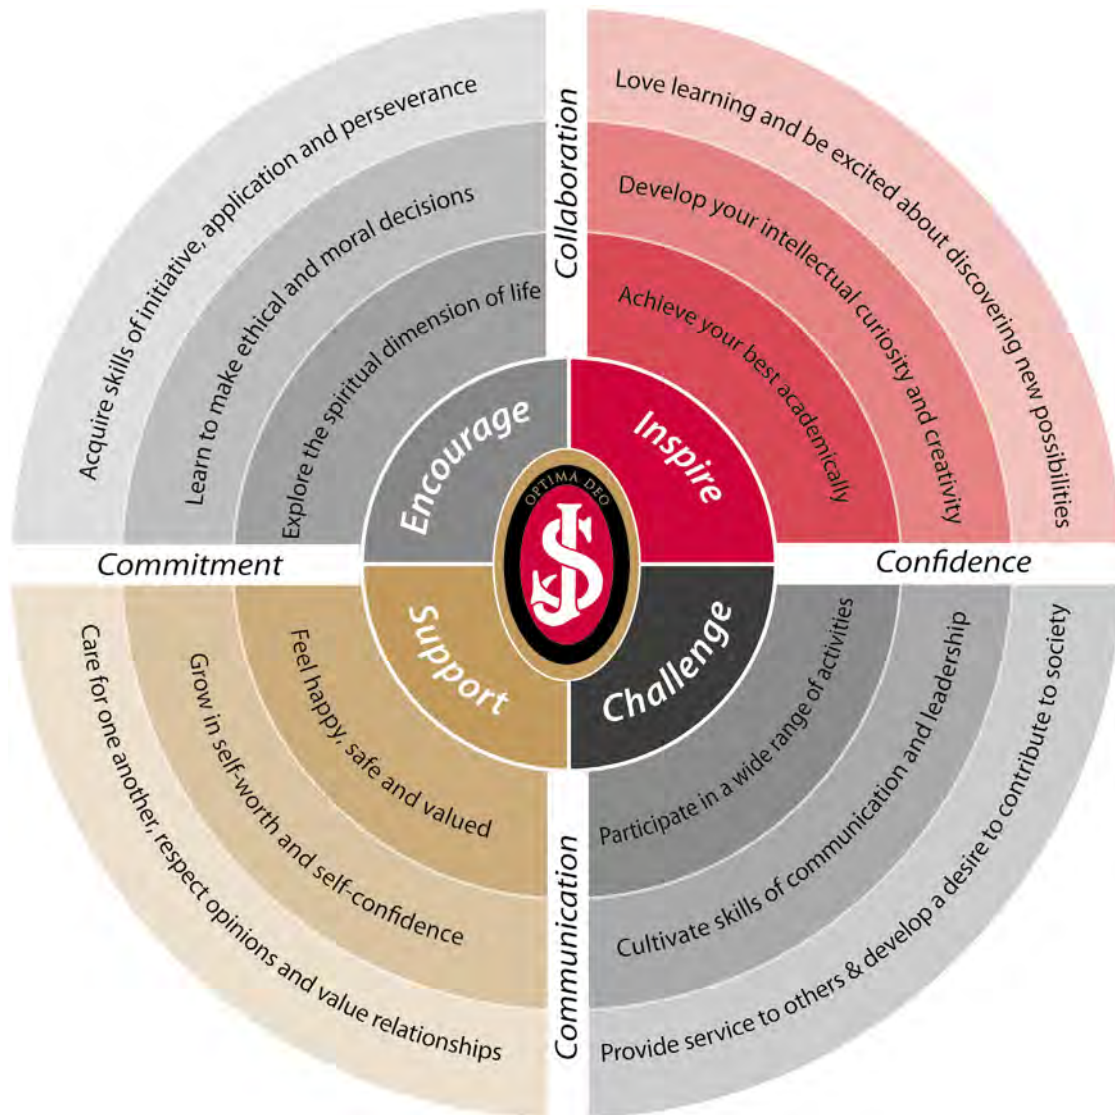 Collaboration
Love learning and be excited about discovering new possibilities
Develop your intellectual curiosity and creativity
Achieve your best academically
Inspire
Confidence
Challenge
Participate in a wide range of activities
Cultivate skills of communication and leadership
Provide service to others & develop a desire to contribute to society
Communication
Support
Feel happy, safe and valued
Grow in self-worth and self-confidence
Care for one another, respect opinions and value relationships
Commitment
Encourage
Explore the spiritual dimension of life
Learn to make ethical and moral decisions
Acquire skills of initiative, application and perseverance
OPTIMA DEO